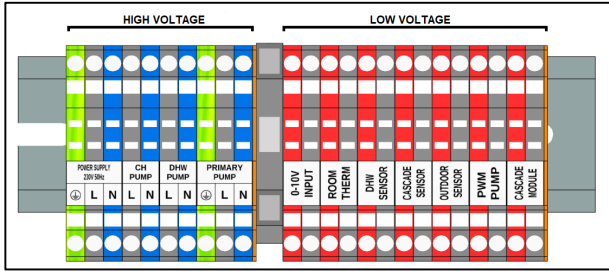 HIGH VOLTAGE
LOW VOLTAGE
POWER SUPPLY
230V/50Hz
CH
PUMP
DHW
PUMP
PRIMARY
PUMP
L N L N L N L N
0-10V
INPUT
ROOM
THERM
DHW
SENSOR
CASCADE
SENSOR
OUTDOOR
SENSOR
PWM
PUMP
CASCADE
MODULE